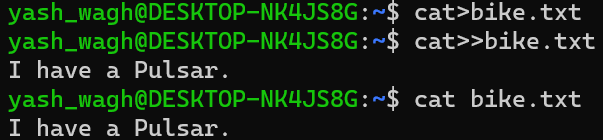 yash_wagh@DESKTOP-NK4JS8G:~$ cat>bike.txt
yash_wagh@DESKTOP-NK4JS8G:~$ cat>>bike.txt
I have a Pulsar.
yash_wagh@DESKTOP-NK4JS8G:~$ cat bike.txt
I have a Pulsar.